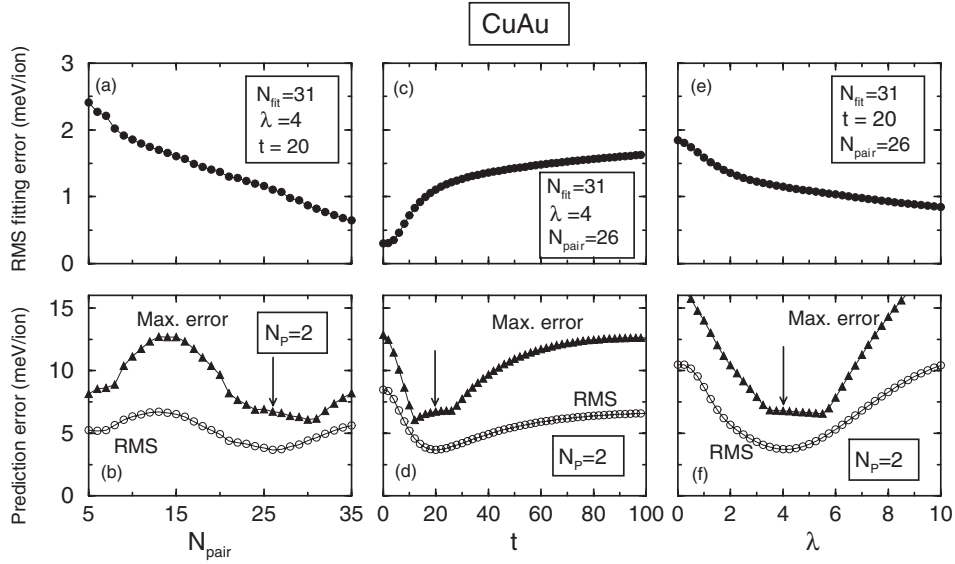 CuAu
RMS fitting error (meV/ion)
3
2
1
0
(a)
N_fit=31
λ =4
t = 20
(c)
N_fit=31
λ =4
N_pair=26
(e)
N_fit=31
t = 20
N_pair=26
Prediction error (meV/ion)
15
10
5
0
Max. error
N_P=2
RMS
(b)
5 15 25 35
N_pair
Max. error
RMS
(d)
N_P=2
0 20 40 60 80 100
t
Max. error
RMS
(f)
N_P=2
0 2 4 6 8 10
λ